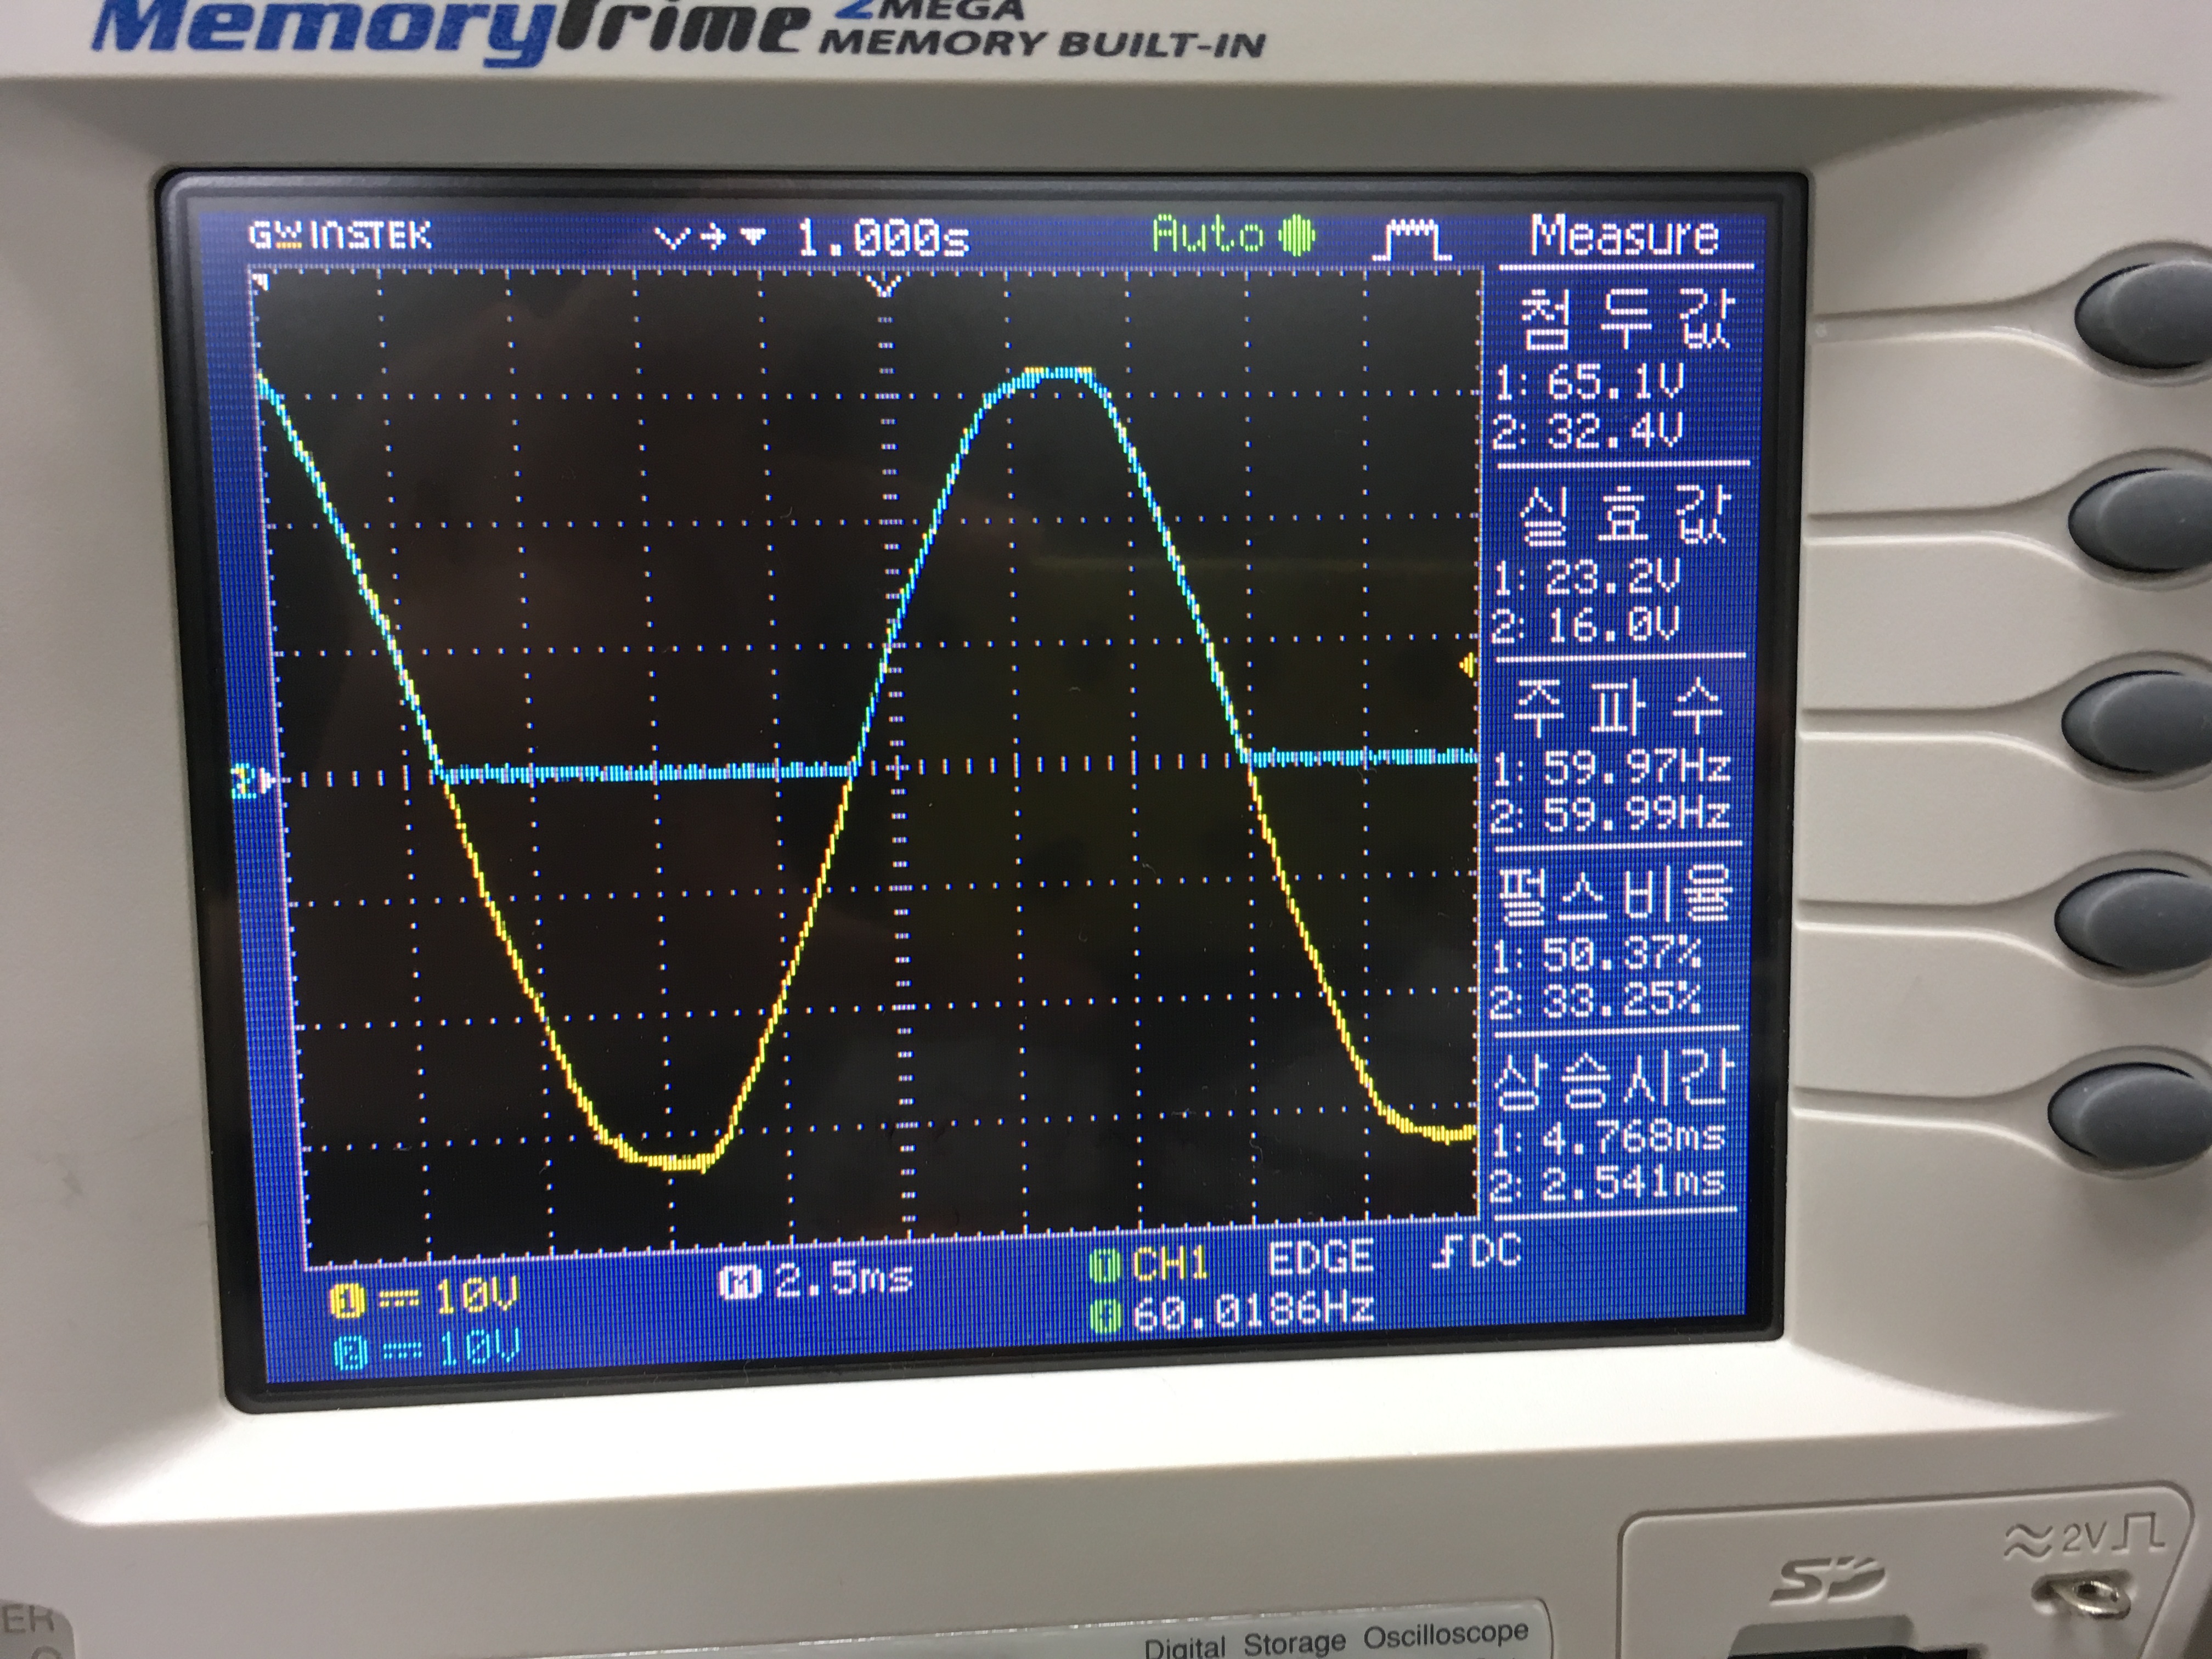 MemoryPrime 2MEGA
MEMORY BUILT-IN
GWINSTEK 1.000s Auto Measure
첨두값
1: 65.1V
2: 32.4V
실효값
1: 23.2V
2: 16.0V
주파수
1: 59.97Hz
2: 59.99Hz
펄스비율
1: 50.37%
2: 33.25%
상승시간
1: 4.768ms
2: 2.541ms
1 10V M 2.5ms T CH1 EDGE DC
2 10V F 60.0186Hz
2V
SD
ER
Digital Storage Oscilloscope